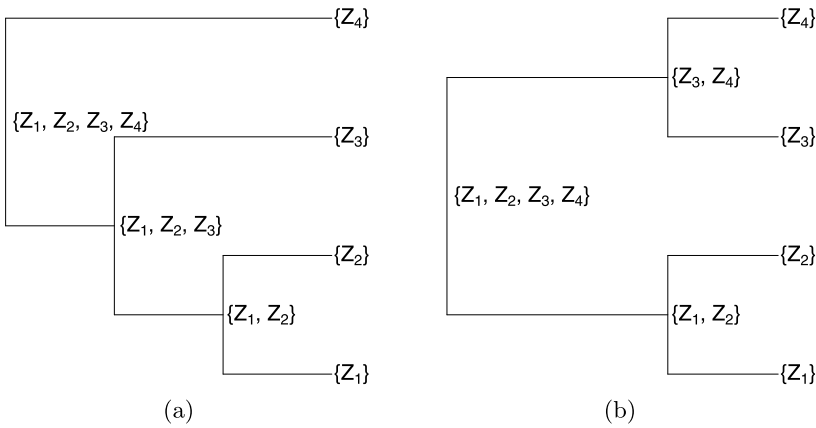 {Z₄}
{Z₁, Z₂, Z₃, Z₄}
{Z₃}
{Z₁, Z₂, Z₃}
{Z₂}
{Z₁, Z₂}
{Z₁}
(a)
{Z₄}
{Z₃, Z₄}
{Z₃}
{Z₁, Z₂, Z₃, Z₄}
{Z₂}
{Z₁, Z₂}
{Z₁}
(b)